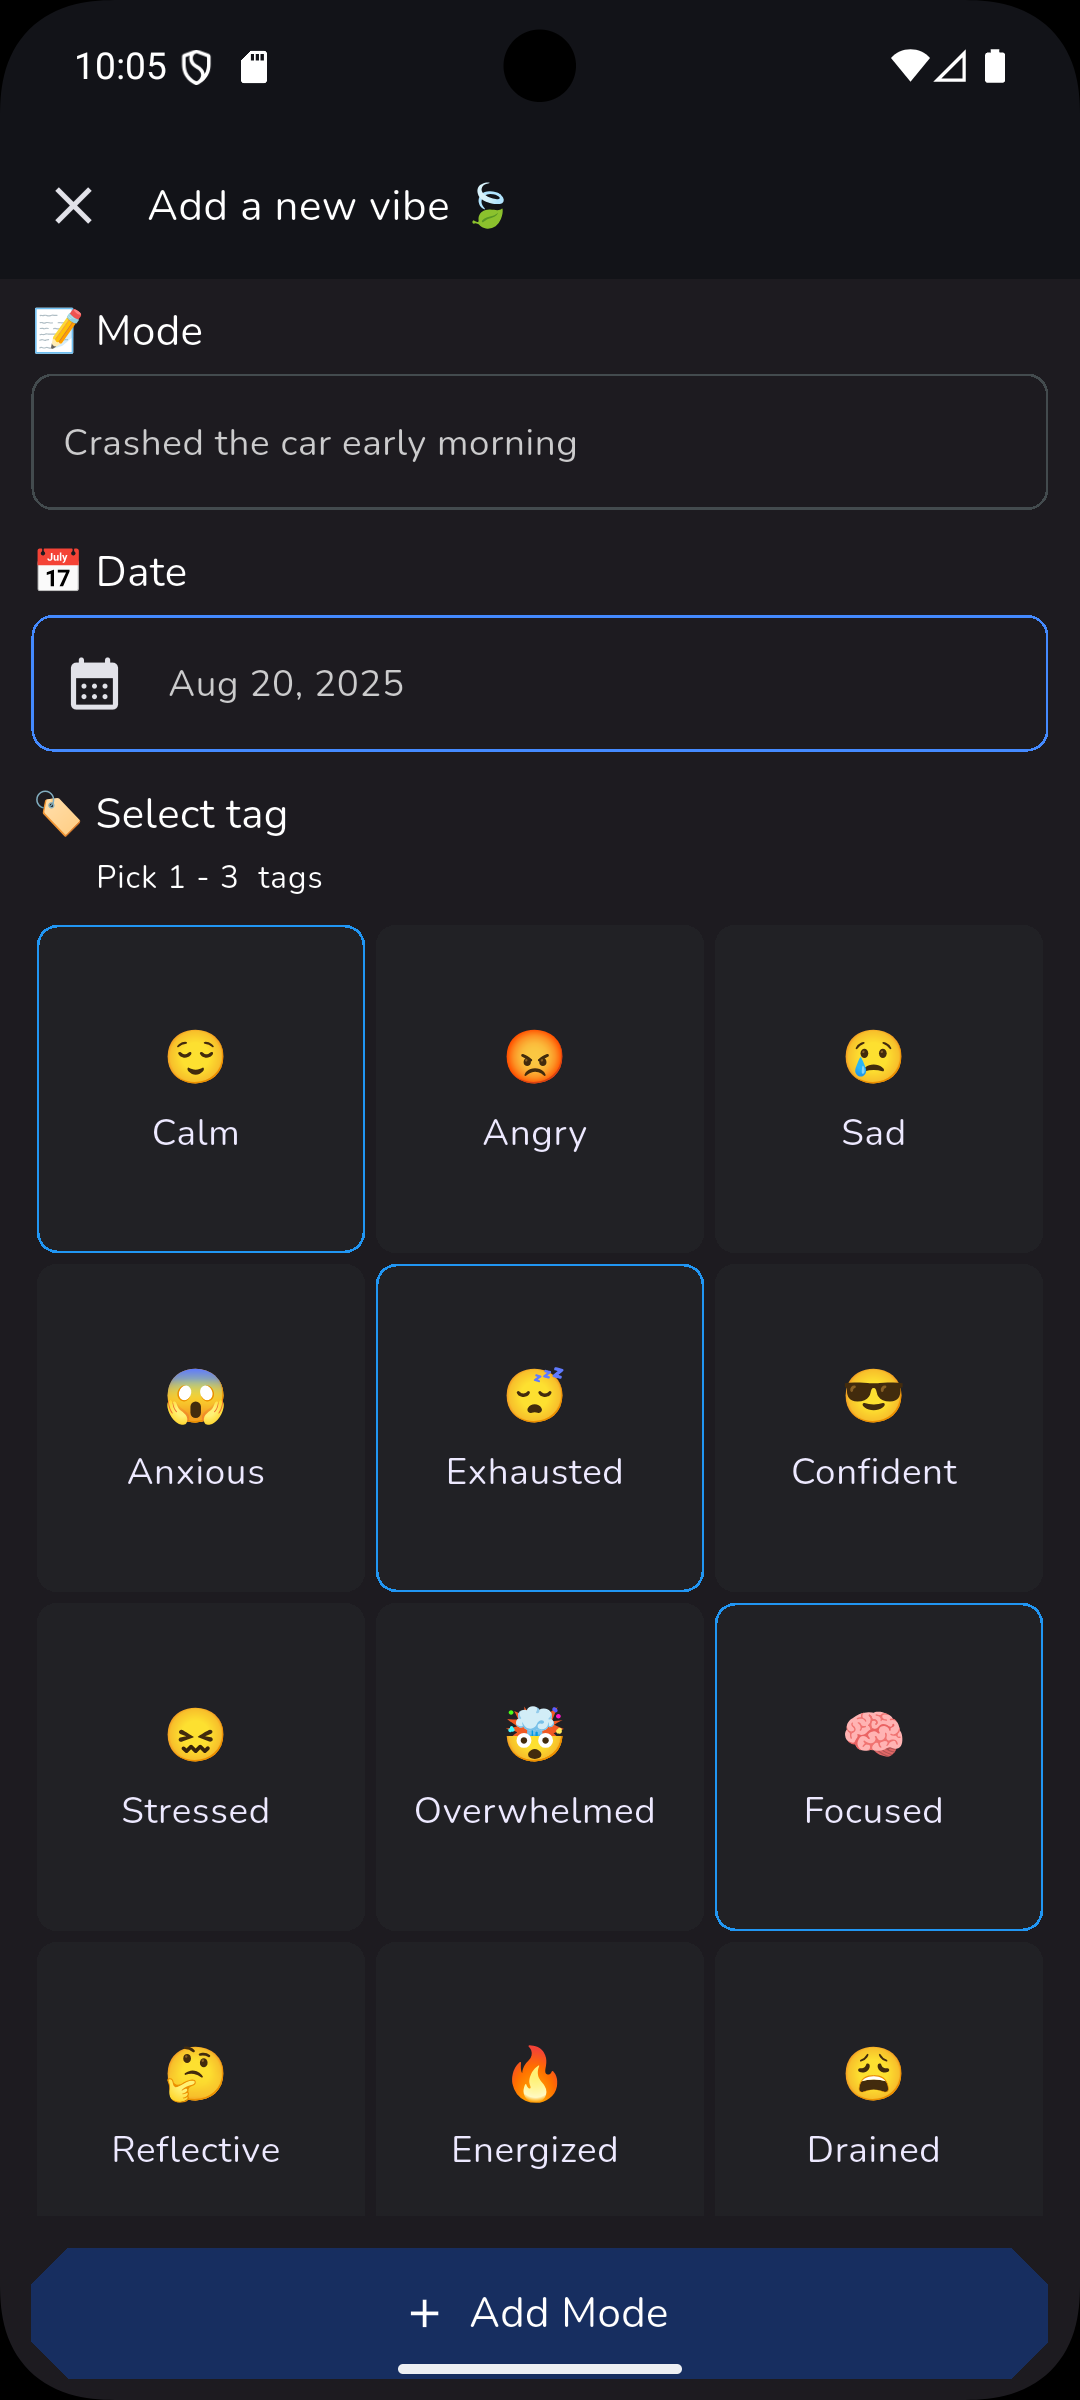 10:05
Add a new vibe 🍃
📝 Mode
Crashed the car early morning
📅 Date
Aug 20, 2025
🏷️ Select tag
Pick 1 - 3 tags
😌 😡 😢
Calm Angry Sad
😱 😴 😎
Anxious Exhausted Confident
😖 🤯 🧠
Stressed Overwhelmed Focused
🤔 🔥 😩
Reflective Energized Drained
+ Add Mode